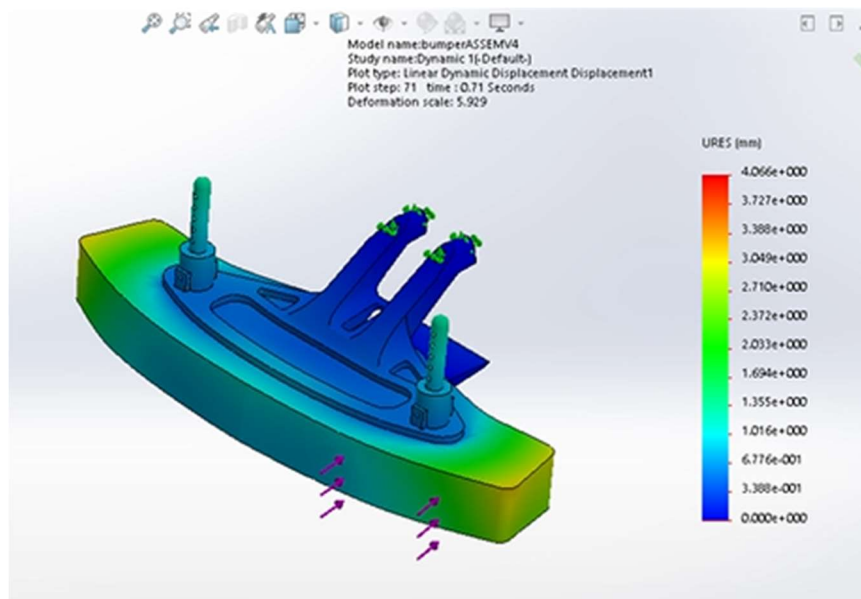 Model name:bumperASSEMV4
Study name:Dynamic 1(-Default-)
Plot type: Linear Dynamic Displacement Displacement1
Plot step: 71 time : 0.71 Seconds
Deformation scale: 5.929
URES (mm)
4.066e+000
3.727e+000
3.388e+000
3.049e+000
2.710e+000
2.372e+000
2.033e+000
1.694e+000
1.355e+000
1.016e+000
6.776e-001
3.388e-001
0.000e+000